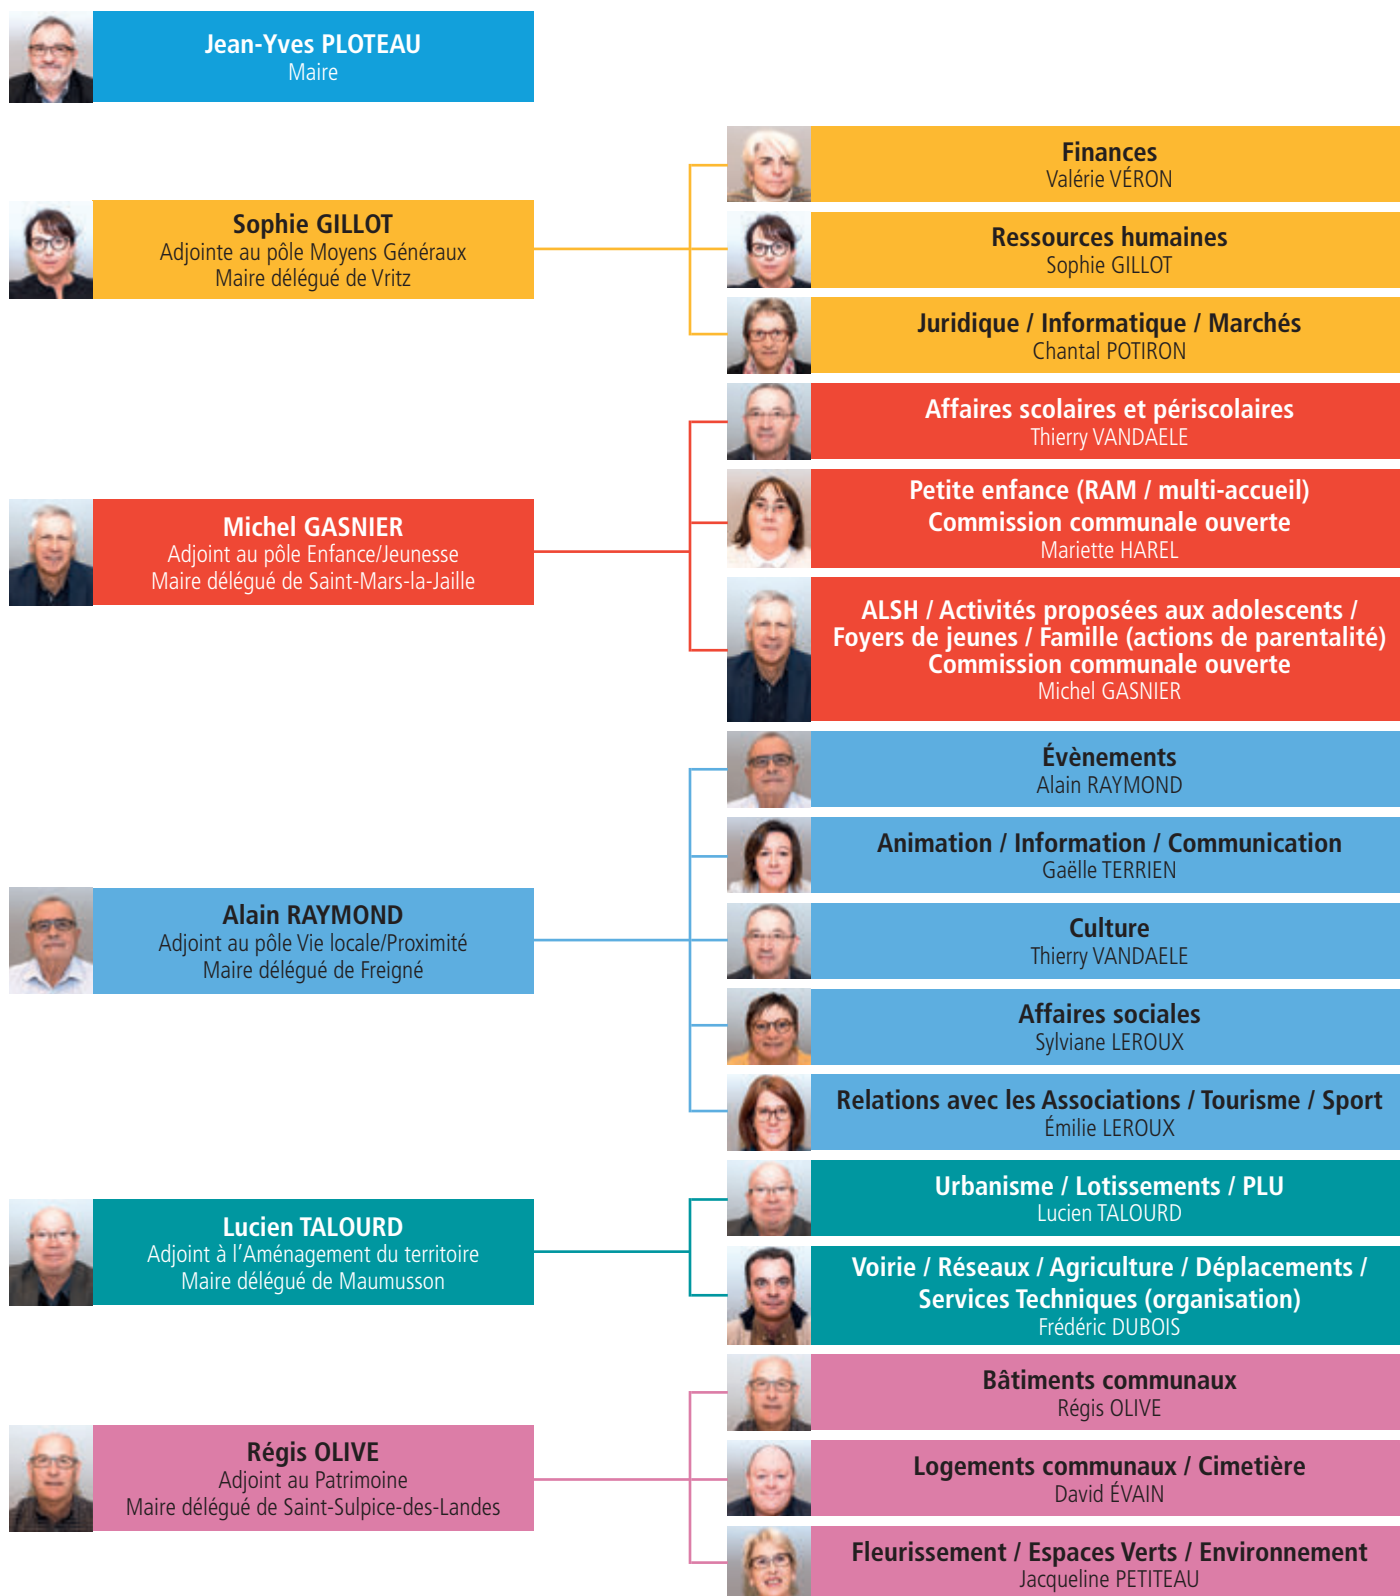 Jean-Yves PLOTEAU
Maire
Sophie GILLOT
Adjointe au pôle Moyens Généraux
Maire délégué de Vritz
Finances
Valérie VÉRON
Ressources humaines
Sophie GILLOT
Juridique / Informatique / Marchés
Chantal POTIRON
Michel GASNIER
Adjoint au pôle Enfance/Jeunesse
Maire délégué de Saint-Mars-la-Jaille
Affaires scolaires et périscolaires
Thierry VANDAELE
Petite enfance (RAM / multi-accueil)
Commission communale ouverte
Mariette HAREL
ALSH / Activités proposées aux adolescents /
Foyers de jeunes / Famille (actions de parentalité)
Commission communale ouverte
Michel GASNIER
Alain RAYMOND
Adjoint au pôle Vie locale/Proximité
Maire délégué de Freigné
Évènements
Alain RAYMOND
Animation / Information / Communication
Gaëlle TERRIEN
Culture
Thierry VANDAELE
Affaires sociales
Sylviane LEROUX
Relations avec les Associations / Tourisme / Sport
Émilie LEROUX
Lucien TALOURD
Adjoint à l'Aménagement du territoire
Maire délégué de Maumusson
Urbanisme / Lotissements / PLU
Lucien TALOURD
Voirie / Réseaux / Agriculture / Déplacements /
Services Techniques (organisation)
Frédéric DUBOIS
Régis OLIVE
Adjoint au Patrimoine
Maire délégué de Saint-Sulpice-des-Landes
Bâtiments communaux
Régis OLIVE
Logements communaux / Cimetière
David ÉVAIN
Fleurissement / Espaces Verts / Environnement
Jacqueline PETITEAU